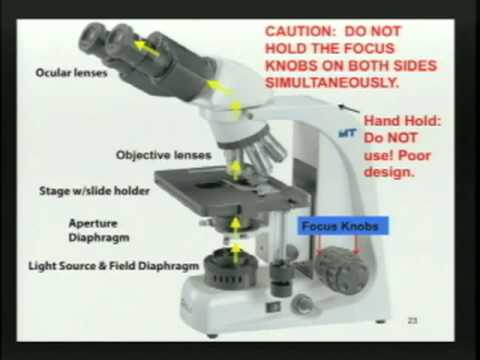 CAUTION: DO NOT
HOLD THE FOCUS
KNOBS ON BOTH SIDES
SIMULTANEOUSLY.
Ocular lenses
Hand Hold:
Do NOT
use! Poor
design.
MT
Objective lenses
Stage w/slide holder
Aperture
Diaphragm
Focus Knobs
Light Source & Field Diaphragm
23